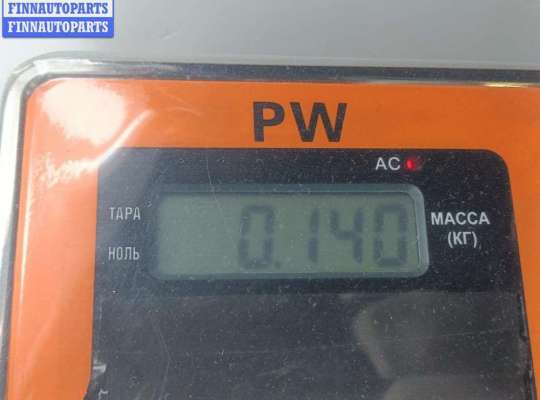 FINNAUTOPARTS
FINNAUTOPARTS
PW
AC
ТАРА
0.140
МАССА
(КГ)
НОЛЬ